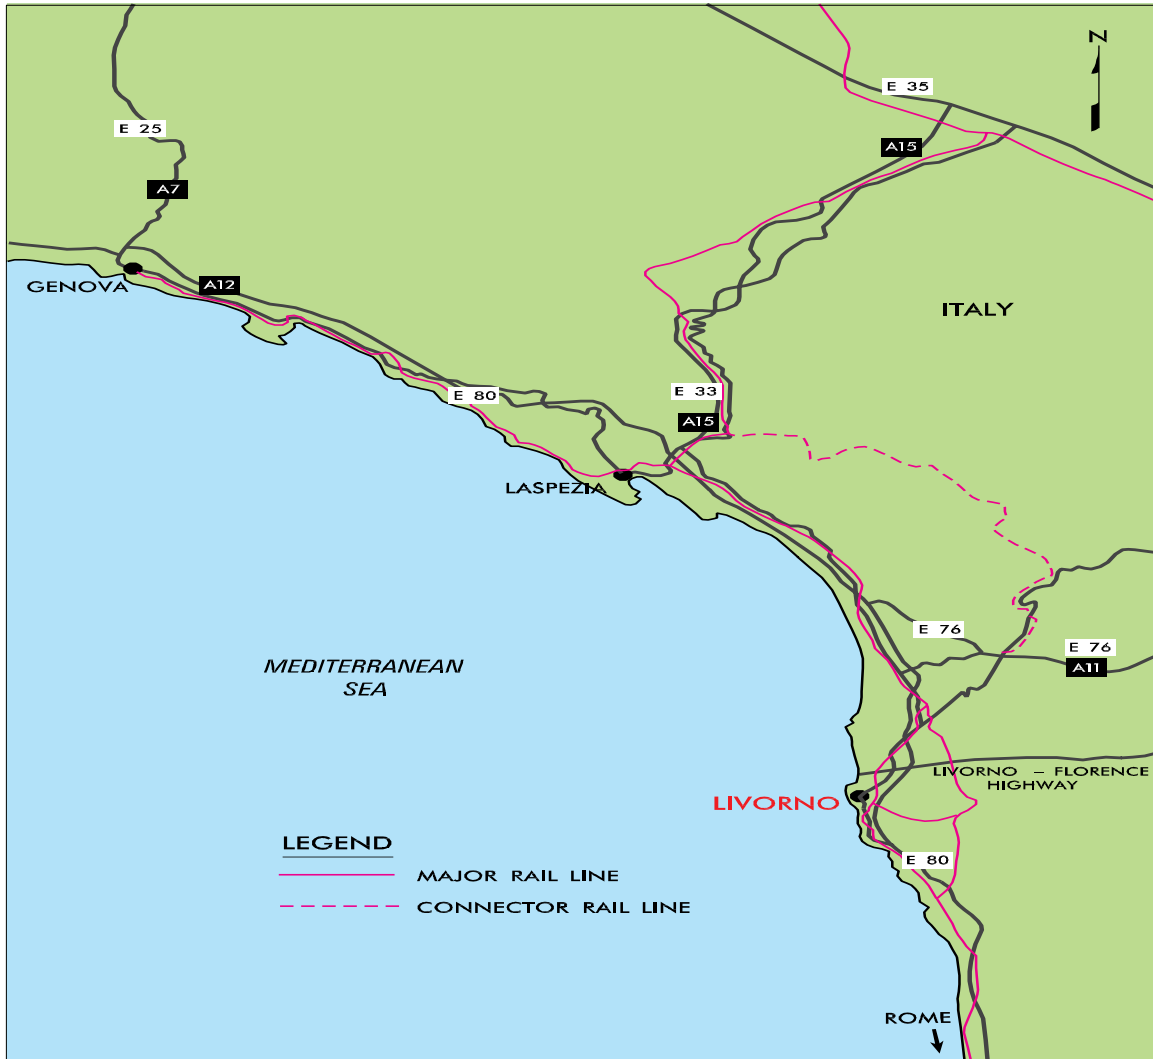 N
E 35
E 25
A15
A7
GENOVA
A12
ITALY
E 80
E 33
A15
LASPEZIA
E 76
E 76
A11
MEDITERRANEAN
SEA
LIVORNO – FLORENCE
HIGHWAY
LIVORNO
LEGEND
MAJOR RAIL LINE
CONNECTOR RAIL LINE
E 80
ROME